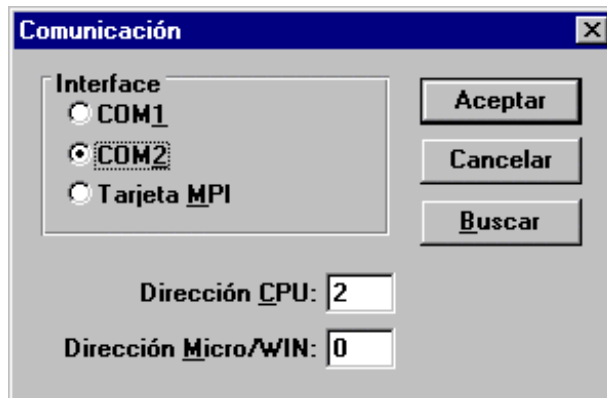 Comunicación
Interface
COM1
COM2
Tarjeta MPI
Aceptar
Cancelar
Buscar
Dirección CPU: 2
Dirección Micro/WIN: 0